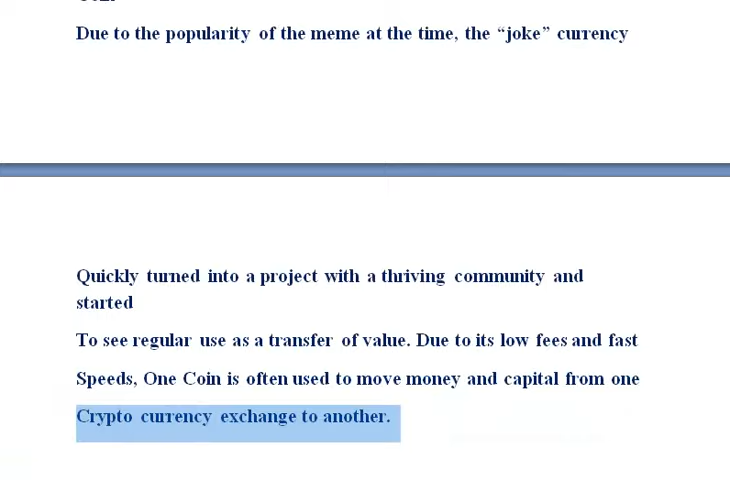 Due to the popularity of the meme at the time, the “joke” currency
Quickly turned into a project with a thriving community and
started
To see regular use as a transfer of value. Due to its low fees and fast
Speeds, One Coin is often used to move money and capital from one
Crypto currency exchange to another.